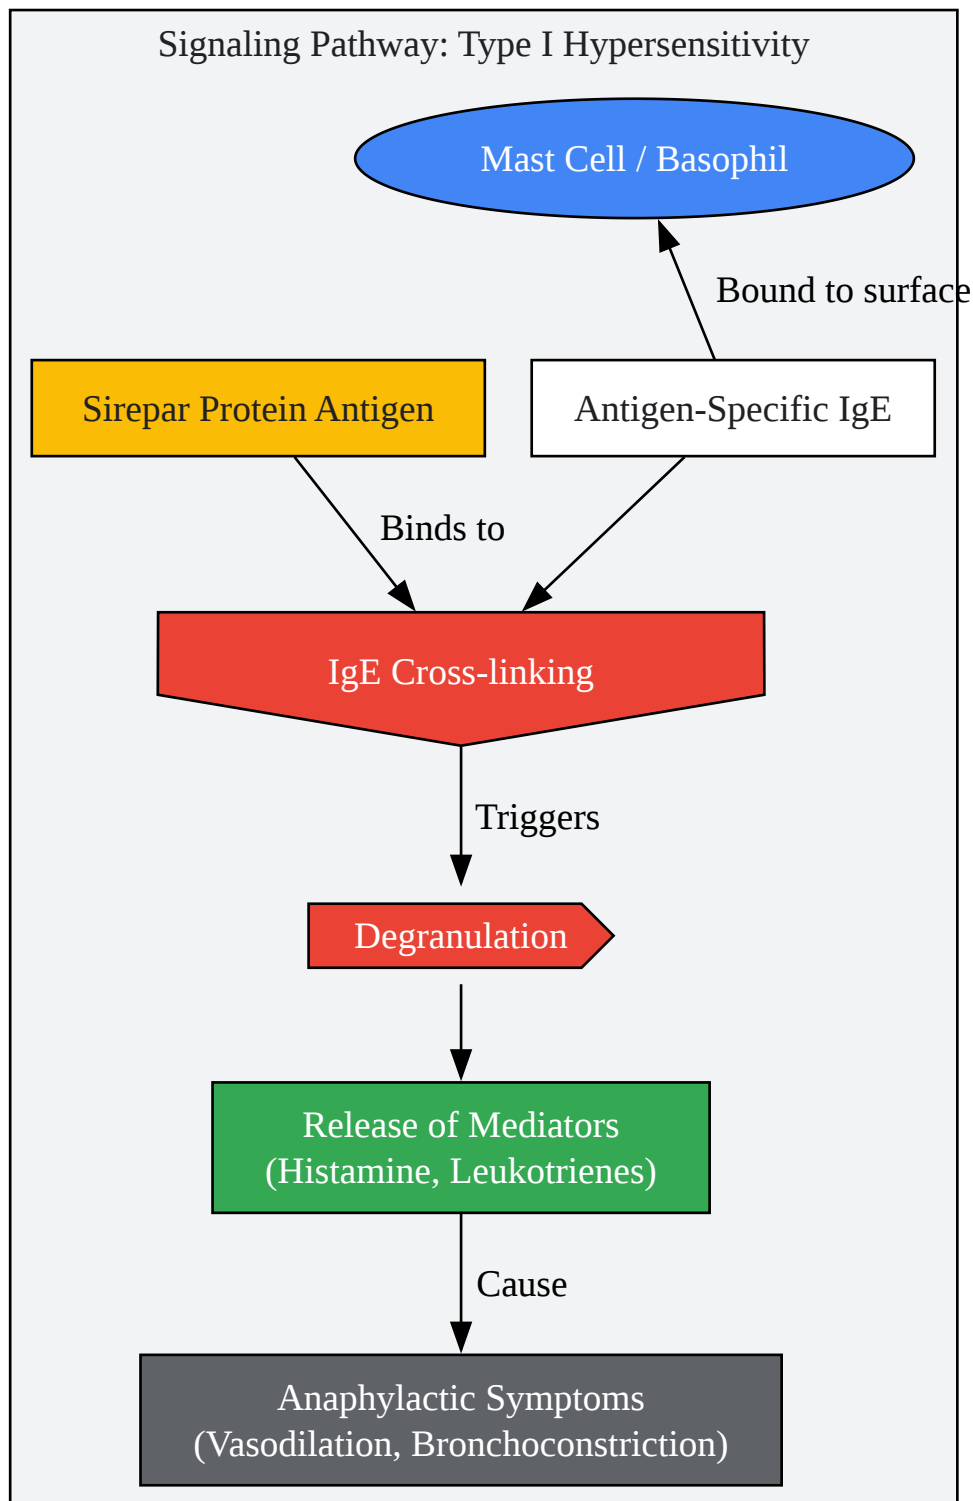 Signaling Pathway: Type I Hypersensitivity
Mast Cell / Basophil
Bound to surface
Sirepar Protein Antigen
Antigen-Specific IgE
Binds to
IgE Cross-linking
Triggers
Degranulation
Release of Mediators
(Histamine, Leukotrienes)
Cause
Anaphylactic Symptoms
(Vasodilation, Bronchoconstriction)